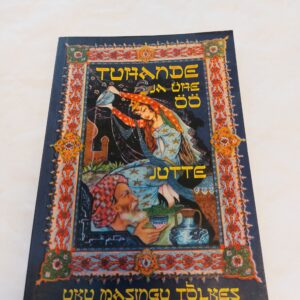 TUHANDE
JA ÜHE
ÖÖ
JUTTE
UKU MASINGU TÕLKES